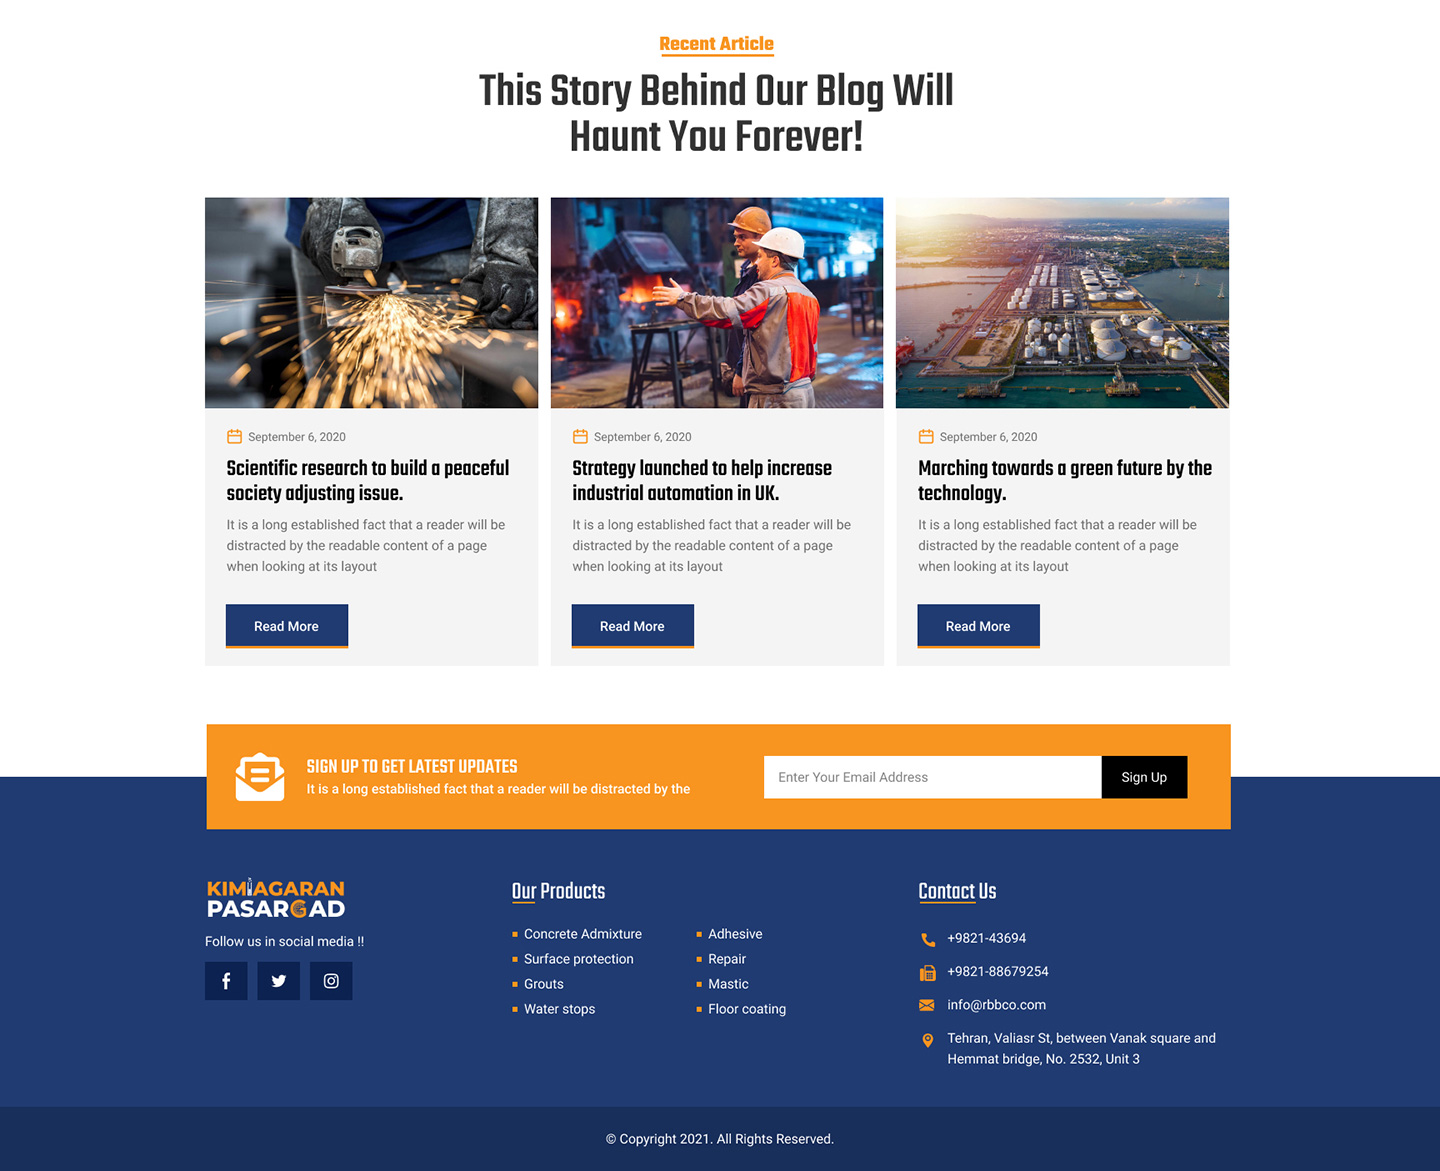 Recent Article
This Story Behind Our Blog Will
Haunt You Forever!
September 6, 2020
Scientific research to build a peaceful
society adjusting issue.
It is a long established fact that a reader will be
distracted by the readable content of a page
when looking at its layout
Read More
September 6, 2020
Strategy launched to help increase
industrial automation in UK.
It is a long established fact that a reader will be
distracted by the readable content of a page
when looking at its layout
Read More
September 6, 2020
Marching towards a green future by the
technology.
It is a long established fact that a reader will be
distracted by the readable content of a page
when looking at its layout
Read More
SIGN UP TO GET LATEST UPDATES
It is a long established fact that a reader will be distracted by the
Enter Your Email Address
Sign Up
KIMIAGARAN
PASARGAD
Follow us in social media !!
Our Products
Concrete Admixture
Surface protection
Grouts
Water stops
Adhesive
Repair
Mastic
Floor coating
Contact Us
+9821-43694
+9821-88679254
info@rbbco.com
Tehran, Valiasr St, between Vanak square and
Hemmat bridge, No. 2532, Unit 3
© Copyright 2021. All Rights Reserved.